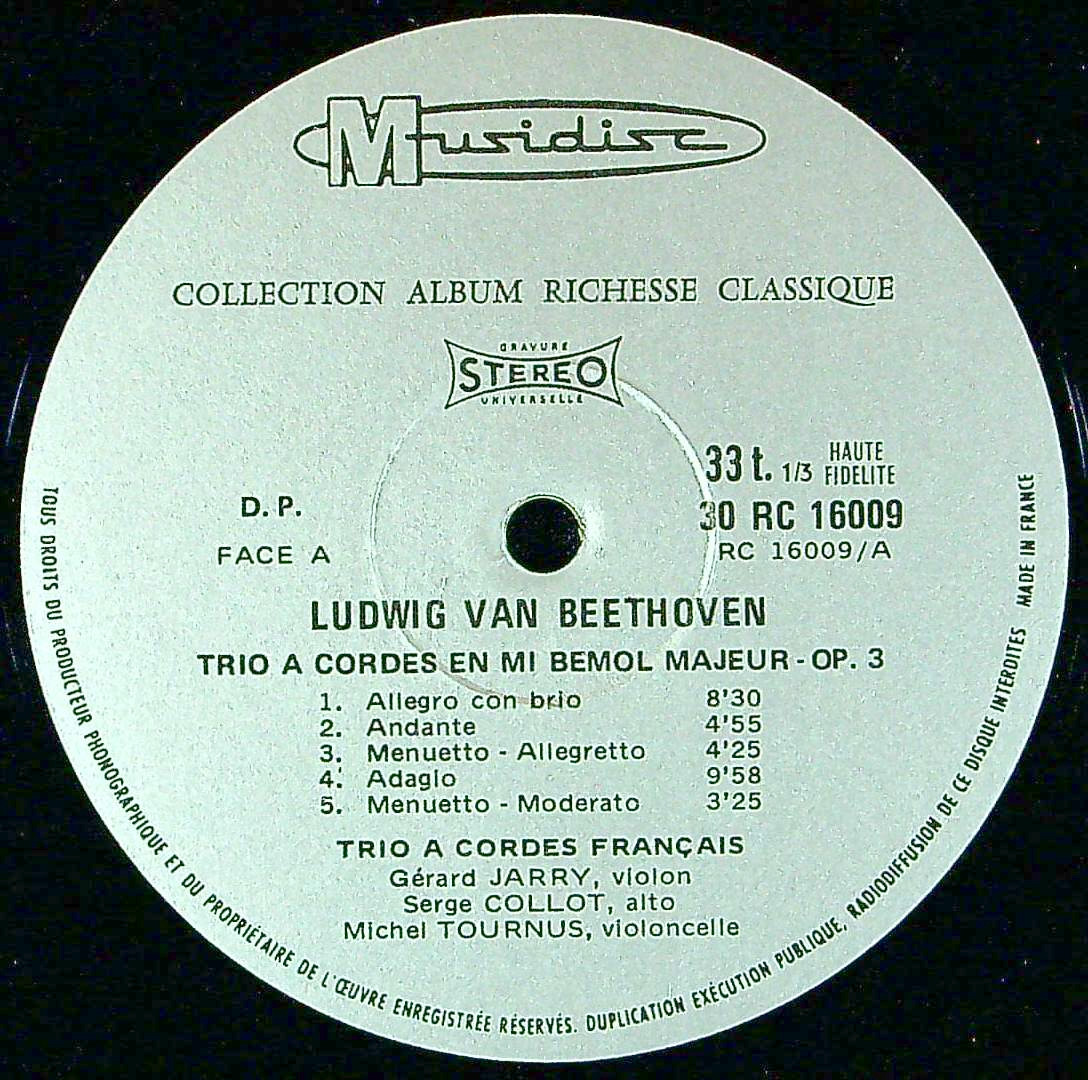 Musidisc
COLLECTION ALBUM RICHESSE CLASSIQUE
GRAVURE
STEREO
UNIVERSELLE
33 t. 1/3 HAUTE FIDELITE
D. P.
30 RC 16009
FACE A
RC 16009/A
LUDWIG VAN BEETHOVEN
TRIO A CORDES EN MI BEMOL MAJEUR - OP. 3
1. Allegro con brio 8'30
2. Andante 4'55
3. Menuetto - Allegretto 4'25
4. Adagio 9'58
5. Menuetto - Moderato 3'25
TRIO A CORDES FRANÇAIS
Gérard JARRY, violon
Serge COLLOT, alto
Michel TOURNUS, violoncelle
TOUS DROITS DU PRODUCTEUR PHONOGRAPHIQUE ET DU PROPRIÉTAIRE DE L'ŒUVRE ENREGISTRÉE RÉSERVÉS. DUPLICATION EXÉCUTION PUBLIQUE, RADIODIFFUSION DE CE DISQUE INTERDITES MADE IN FRANCE